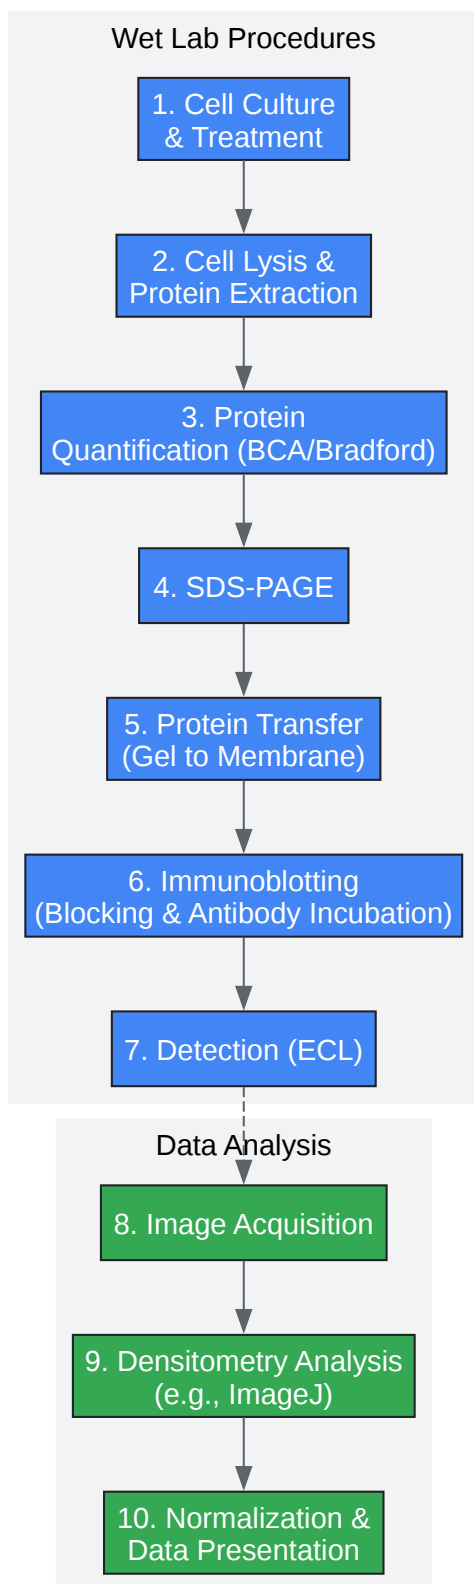 Wet Lab Procedures
1. Cell Culture
& Treatment
2. Cell Lysis &
Protein Extraction
3. Protein
Quantification (BCA/Bradford)
4. SDS-PAGE
5. Protein Transfer
(Gel to Membrane)
6. Immunoblotting
(Blocking & Antibody Incubation)
7. Detection (ECL)
Data Analysis
8. Image Acquisition
9. Densitometry Analysis
(e.g., ImageJ)
10. Normalization &
Data Presentation